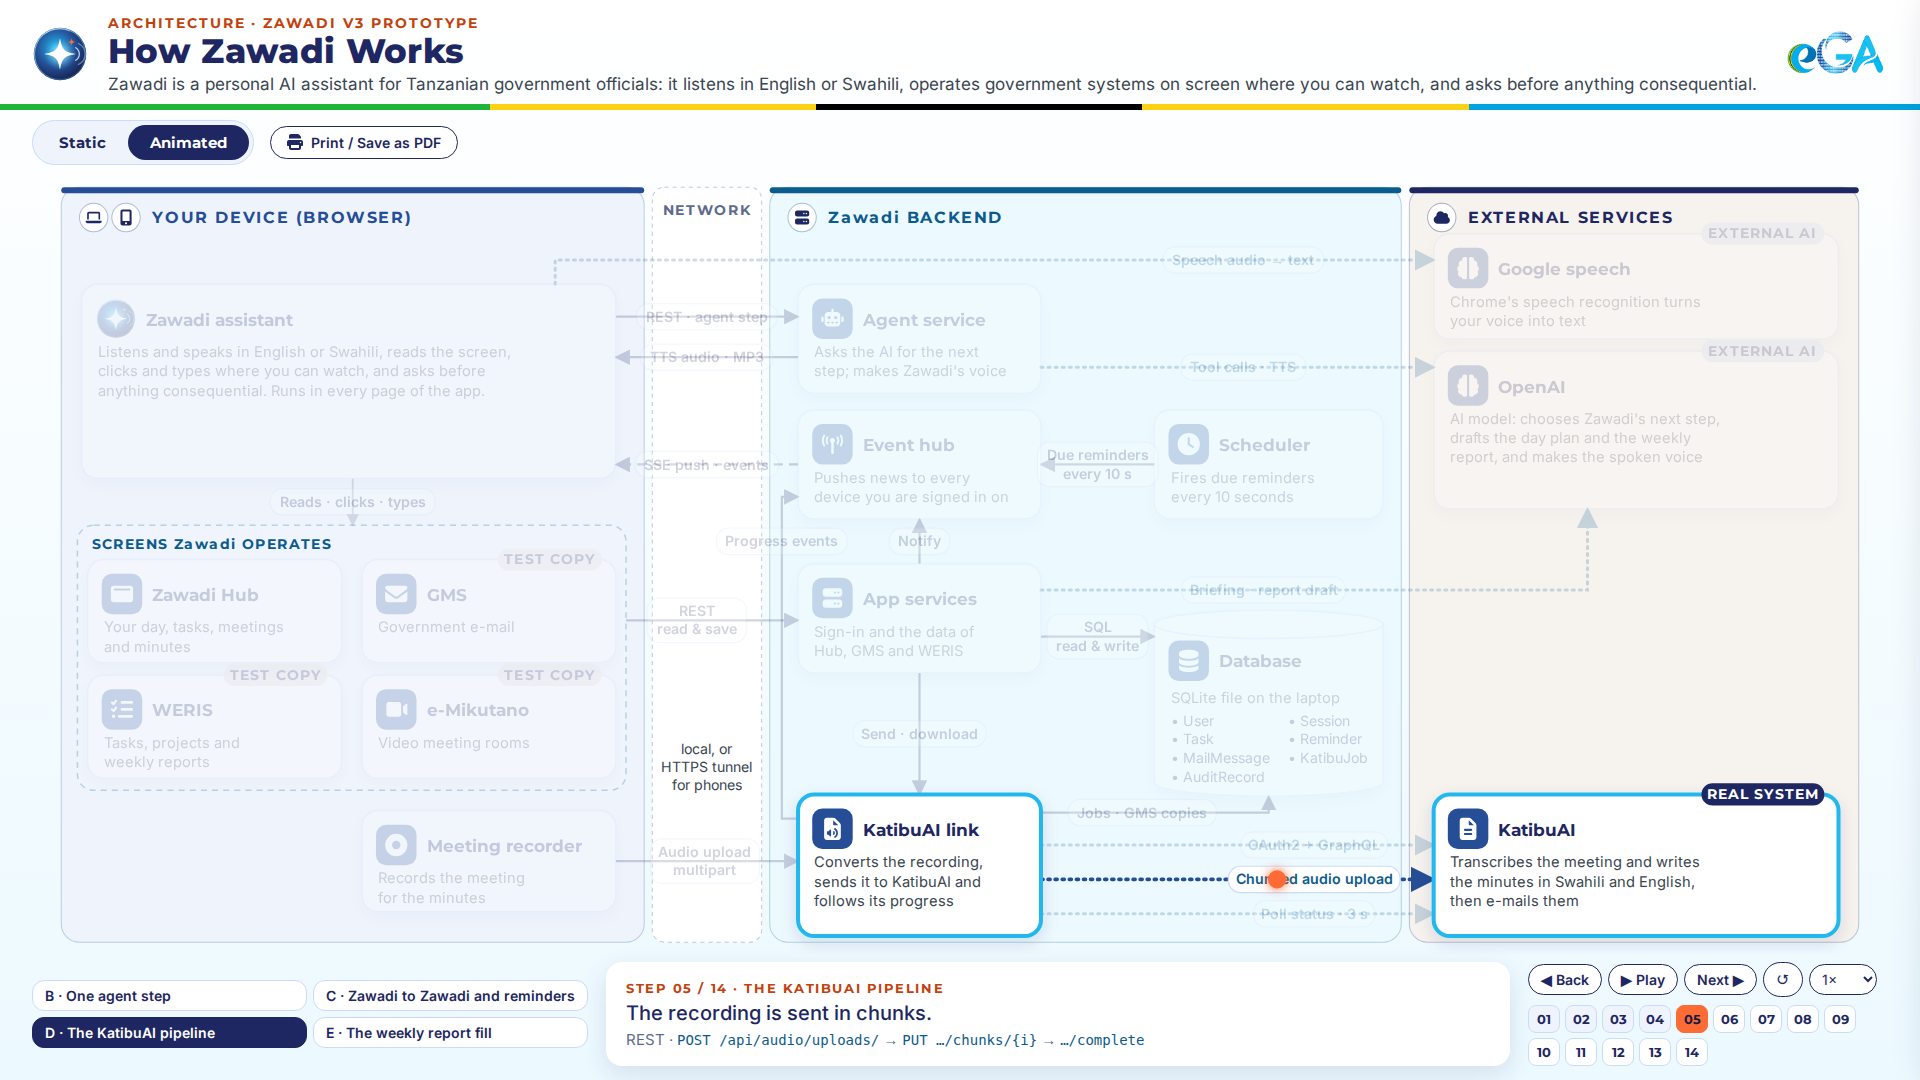 ARCHITECTURE · ZAWADI V3 PROTOTYPE
How Zawadi Works
Zawadi is a personal AI assistant for Tanzanian government officials: it listens in English or Swahili, operates government systems on screen where you can watch, and asks before anything consequential.
eGA
Static
Animated
Print / Save as PDF
YOUR DEVICE (BROWSER)
Zawadi assistant
Listens and speaks in English or Swahili, reads the screen,
clicks and types where you can watch, and asks before
anything consequential. Runs in every page of the app.
Reads · clicks · types
SCREENS Zawadi OPERATES
Zawadi Hub
Your day, tasks, meetings
and minutes
TEST COPY
GMS
Government e-mail
TEST COPY
WERIS
Tasks, projects and
weekly reports
TEST COPY
e-Mikutano
Video meeting rooms
Meeting recorder
Records the meeting
for the minutes
NETWORK
REST · agent step
TTS audio · MP3
SSE push · events
Progress events
REST
read & save
local, or
HTTPS tunnel
for phones
Audio upload
multipart
Zawadi BACKEND
Speech audio → text
Agent service
Asks the AI for the next
step; makes Zawadi's voice
Tool calls · TTS
Event hub
Pushes news to every
device you are signed in on
Due reminders
every 10 s
Scheduler
Fires due reminders
every 10 seconds
Notify
App services
Sign-in and the data of
Hub, GMS and WERIS
Briefing · report draft
SQL
read & write
Database
SQLite file on the laptop
• User
• Task
• MailMessage
• AuditRecord
• Session
• Reminder
• KatibuJob
Send · download
KatibuAI link
Converts the recording,
sends it to KatibuAI and
follows its progress
Jobs · GMS copies
OAuth2 + GraphQL
Chunked audio upload
Poll status · 3 s
EXTERNAL SERVICES
EXTERNAL AI
Google speech
Chrome's speech recognition turns
your voice into text
EXTERNAL AI
OpenAI
AI model: chooses Zawadi's next step,
drafts the day plan and the weekly
report, and makes the spoken voice
REAL SYSTEM
KatibuAI
Transcribes the meeting and writes
the minutes in Swahili and English,
then e-mails them
B · One agent step
C · Zawadi to Zawadi and reminders
D · The KatibuAI pipeline
E · The weekly report fill
STEP 05 / 14 · THE KATIBUAI PIPELINE
The recording is sent in chunks.
REST · POST /api/audio/uploads/ → PUT …/chunks/{i} → …/complete
◀ Back
▶ Play
Next ▶
↺
1×
01 02 03 04 05 06 07 08 09
10 11 12 13 14